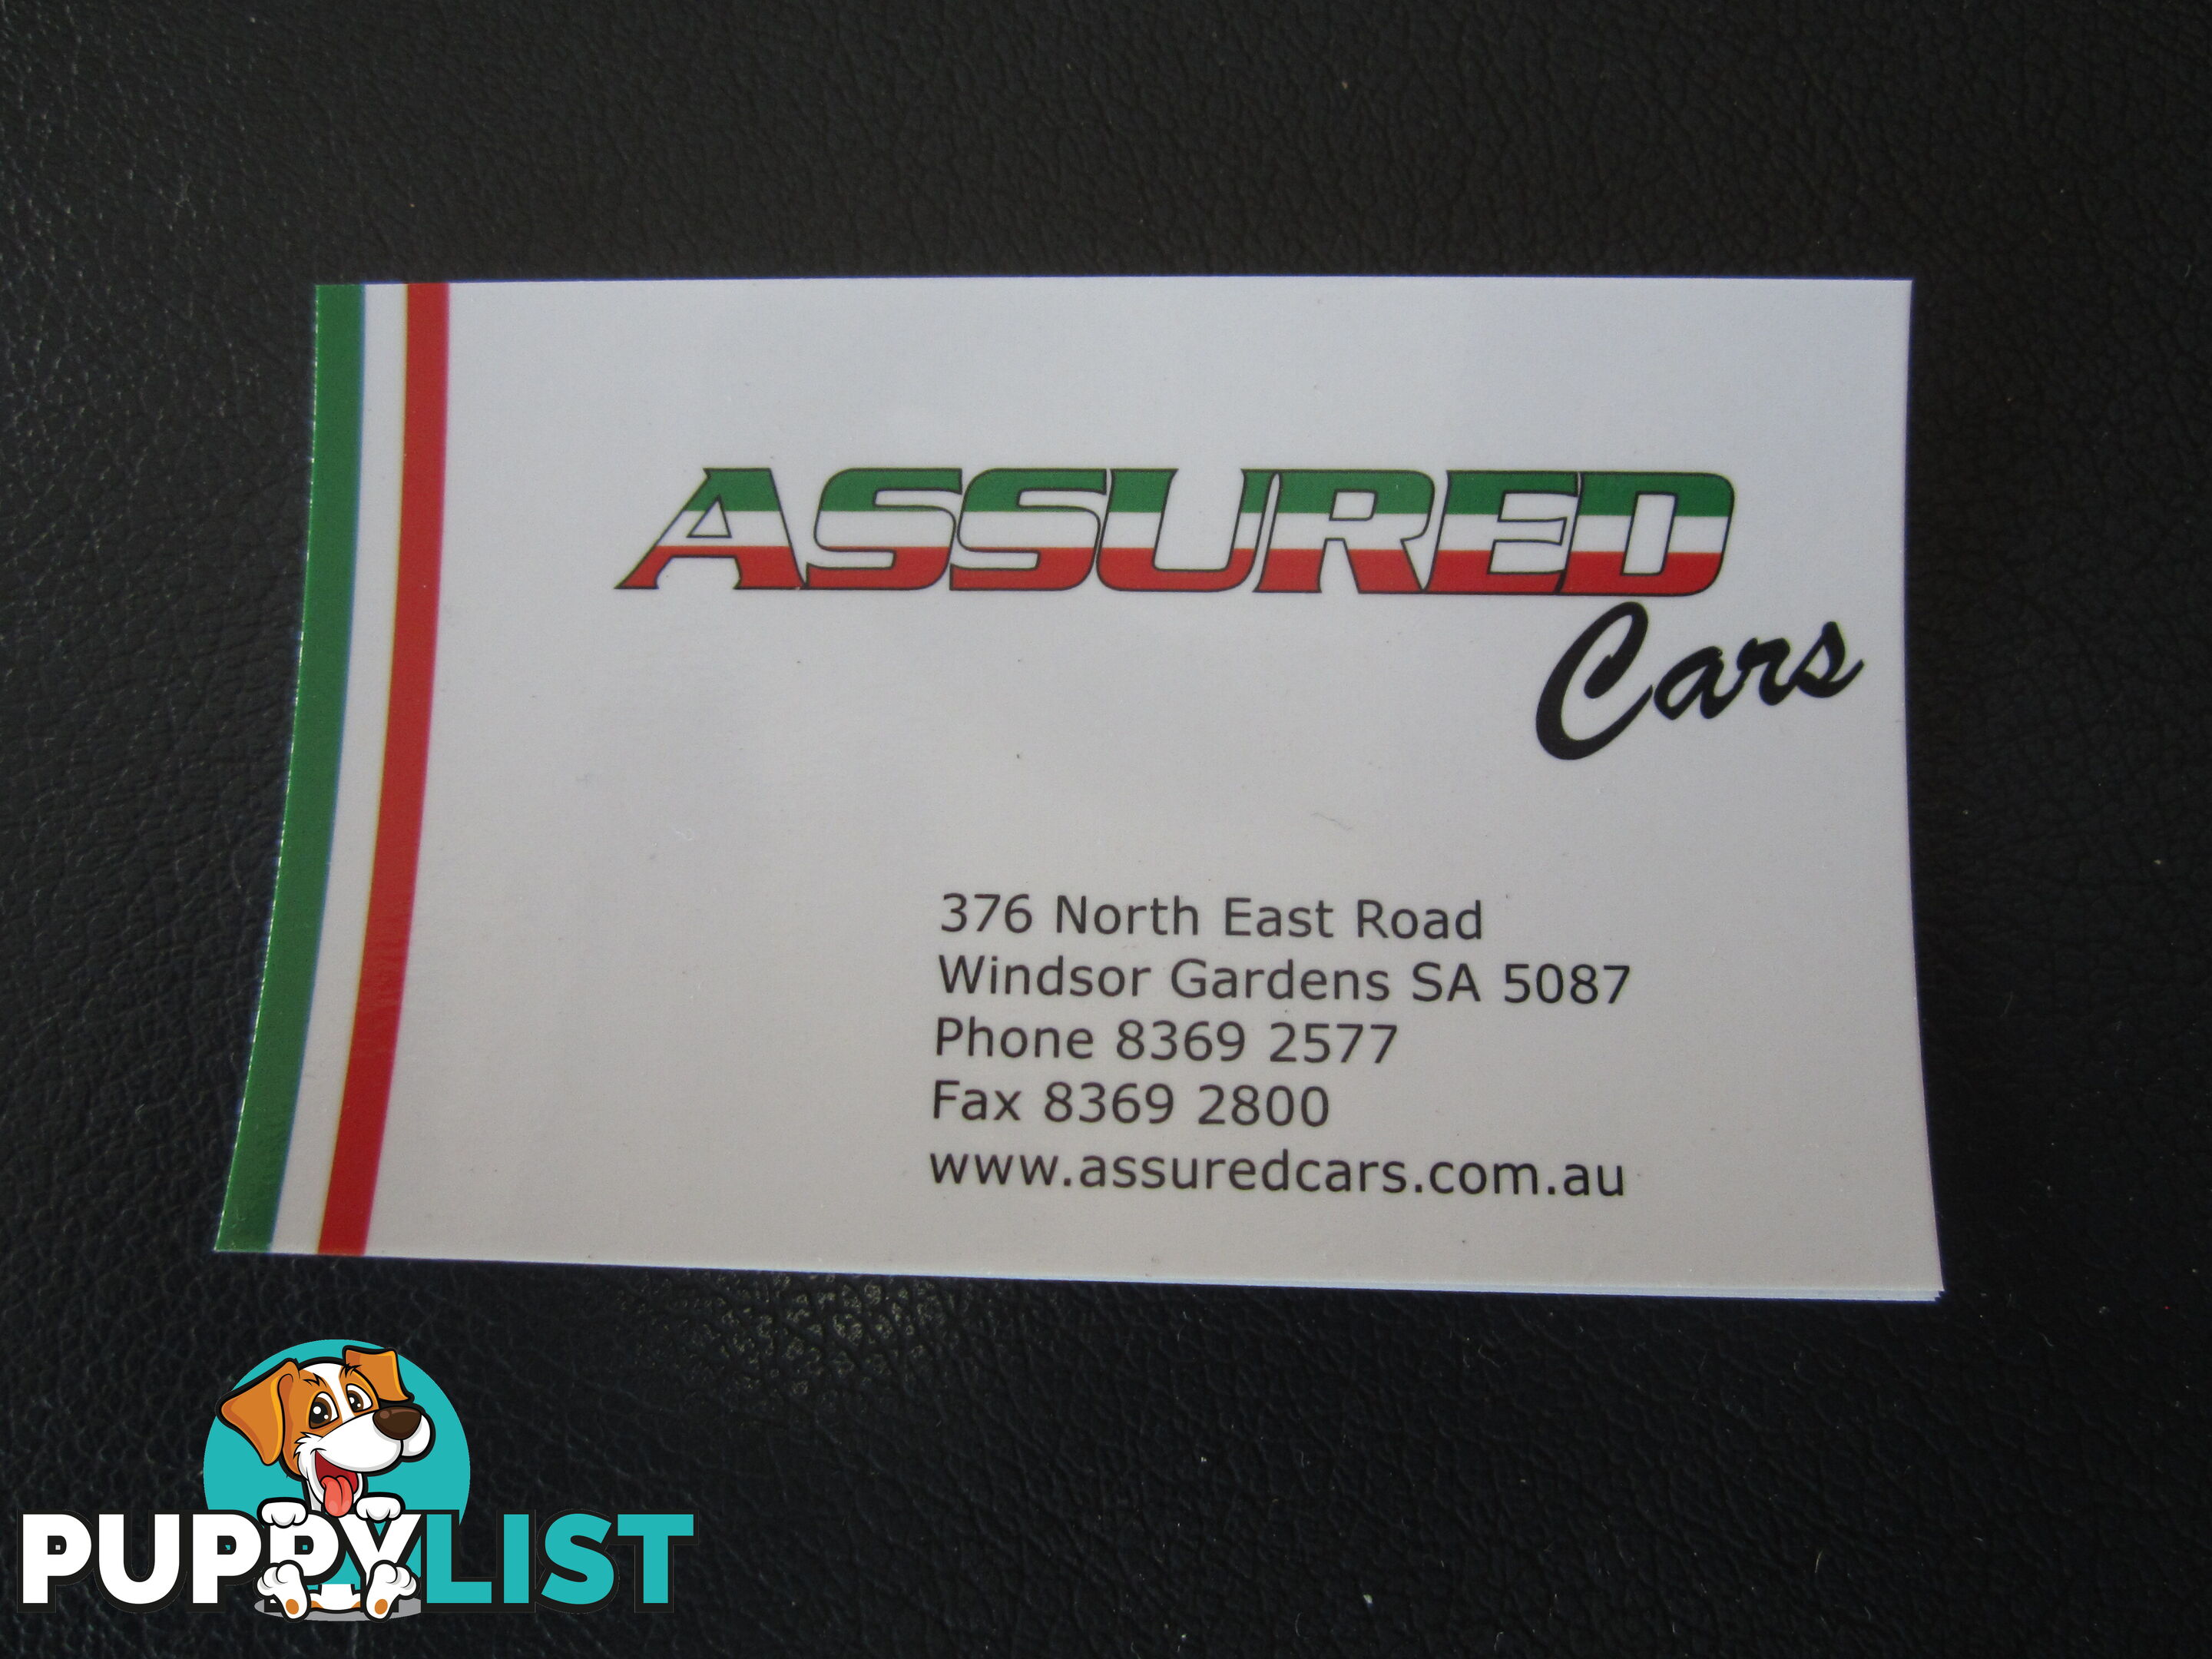 ASSURED
Cars
376 North East Road
Windsor Gardens SA 5087
Phone 8369 2577
Fax 8369 2800
www.assuredcars.com.au
PUPPYLIST